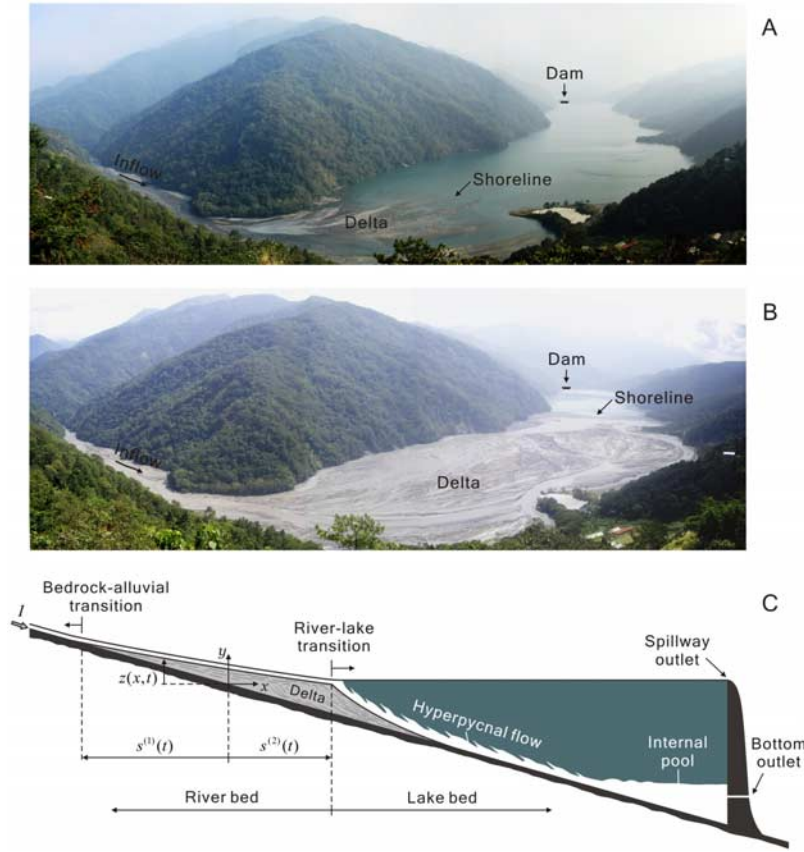 A
Dam
Inflow
Shoreline
Delta
B
Dam
Shoreline
Inflow
Delta
C
Bedrock-alluvial
transition
I
River-lake
transition
Spillway
outlet
y
z(x,t)
x
Delta
Hyperpycnal flow
s⁽¹⁾(t)
s⁽²⁾(t)
Internal
pool
Bottom
outlet
River bed
Lake bed